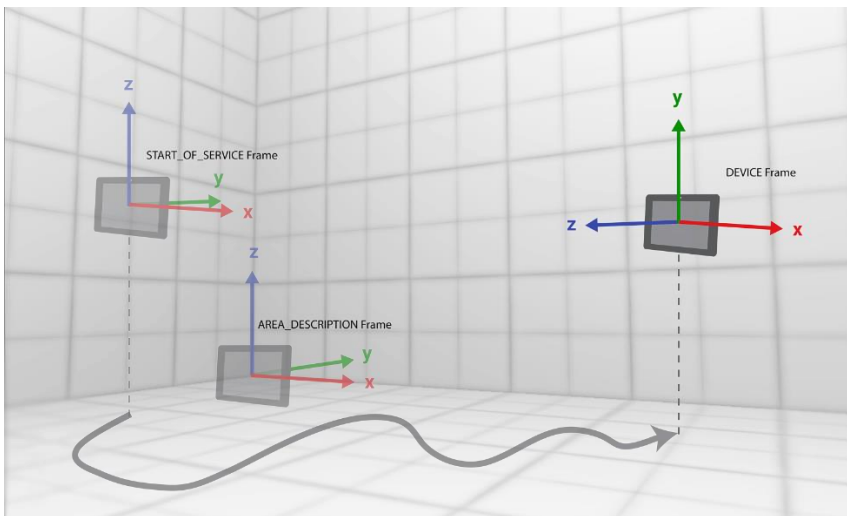 z
START_OF_SERVICE Frame
y
x
z
AREA_DESCRIPTION Frame
y
x
y
DEVICE Frame
z
x